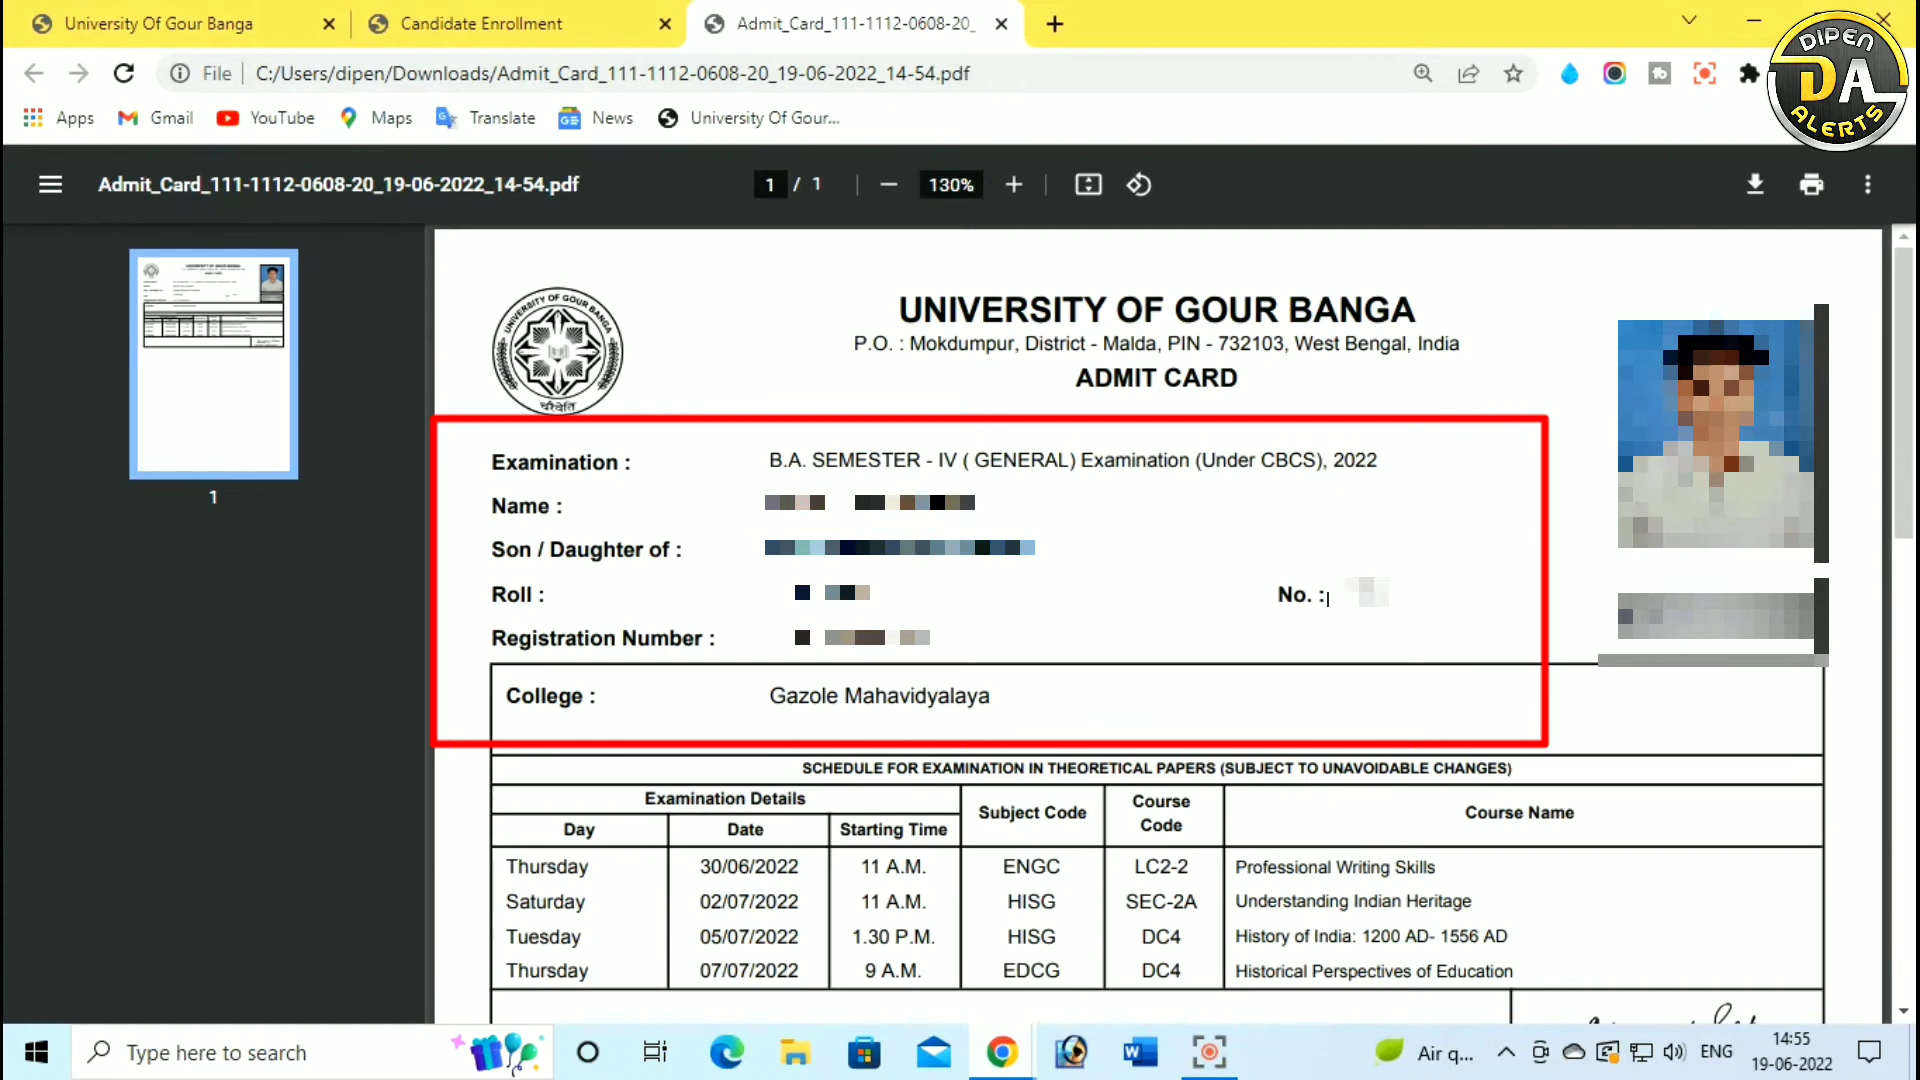 University Of Gour Banga
Candidate Enrollment
Admit_Card_111-1112-0608-20_
File
C:/Users/dipen/Downloads/Admit_Card_111-1112-0608-20_19-06-2022_14-54.pdf
DIPEN
DA
ALERTS
Apps
Gmail
YouTube
Maps
Translate
News
University Of Gour...
Admit_Card_111-1112-0608-20_19-06-2022_14-54.pdf
1 / 1
130%
1
UNIVERSITY OF GOUR BANGA
UNIVERSITY OF GOUR BANGA
P.O. : Mokdumpur, District - Malda, PIN - 732103, West Bengal, India
ADMIT CARD
चरैवेति
Examination : B.A. SEMESTER - IV ( GENERAL) Examination (Under CBCS), 2022
Name :
Son / Daughter of :
Roll : No. :
Registration Number :
College : Gazole Mahavidyalaya
SCHEDULE FOR EXAMINATION IN THEORETICAL PAPERS (SUBJECT TO UNAVOIDABLE CHANGES)
Examination Details Subject Code Course Code Course Name
Day Date Starting Time
Thursday 30/06/2022 11 A.M. ENGC LC2-2 Professional Writing Skills
Saturday 02/07/2022 11 A.M. HISG SEC-2A Understanding Indian Heritage
Tuesday 05/07/2022 1.30 P.M. HISG DC4 History of India: 1200 AD- 1556 AD
Thursday 07/07/2022 9 A.M. EDCG DC4 Historical Perspectives of Education
Type here to search
Air q...
ENG
14:55
19-06-2022